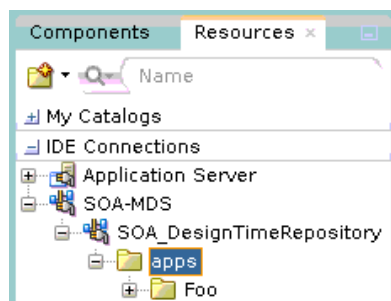 Components Resources
Name
My Catalogs
IDE Connections
Application Server
SOA-MDS
SOA_DesignTimeRepository
apps
Foo